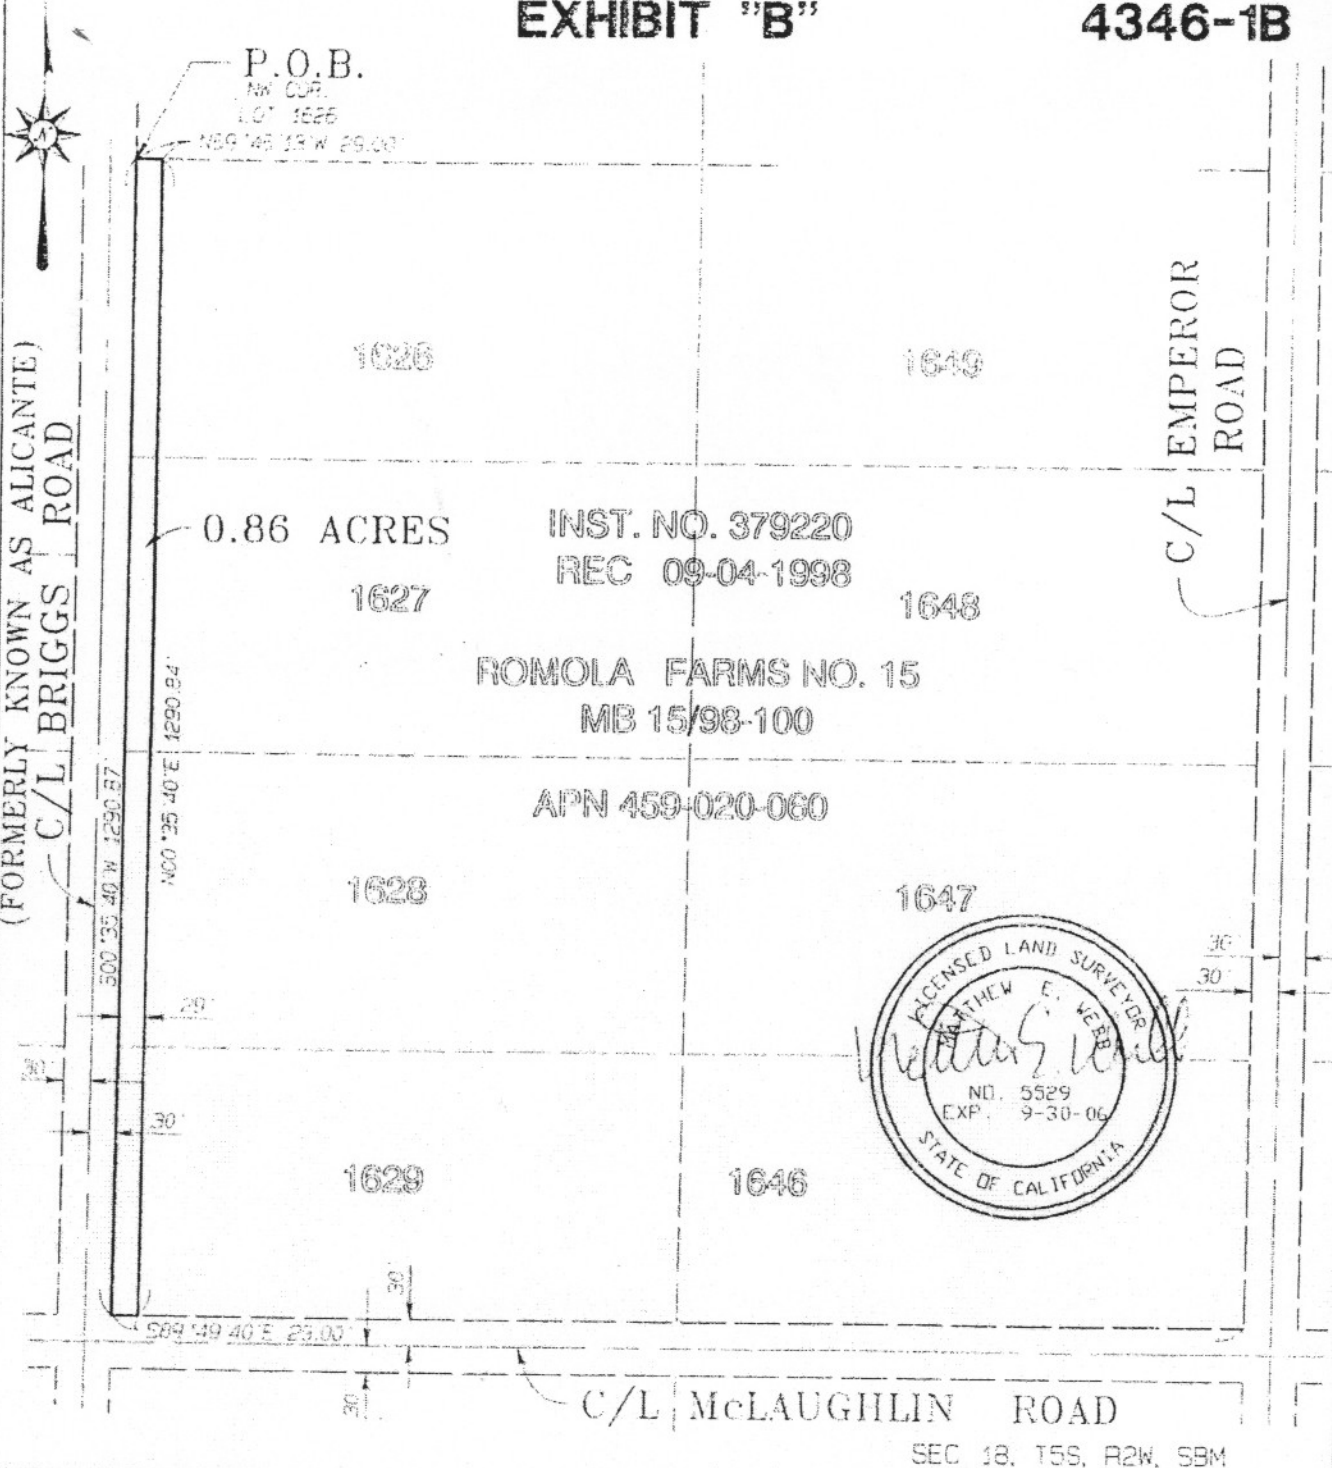 EXHIBIT "B"
4346-1B
P.O.B.
NW COR.
LOT 1626
N89°46'13"W 29.00'
N
1626
1649
C/L EMPEROR
ROAD
(FORMERLY KNOWN AS ALICANTE)
C/L BRIGGS ROAD
0.86 ACRES
INST. NO. 379220
REC 09-04-1998
1627
1648
ROMOLA FARMS NO. 15
MB 15/98-100
S00°35'40"W 1290.87'
N00°35'40"E 1290.84'
APN 459-020-060
1628
1647
30'
30'
29'
30'
30'
LICENSED LAND SURVEYOR
MATTHEW E. WEBB
NO. 5529
EXP. 9-30-06
STATE OF CALIFORNIA
1629
1646
30'
S89°49'40"E 29.00'
30'
C/L McLAUGHLIN ROAD
SEC 18, T5S, R2W, SBM